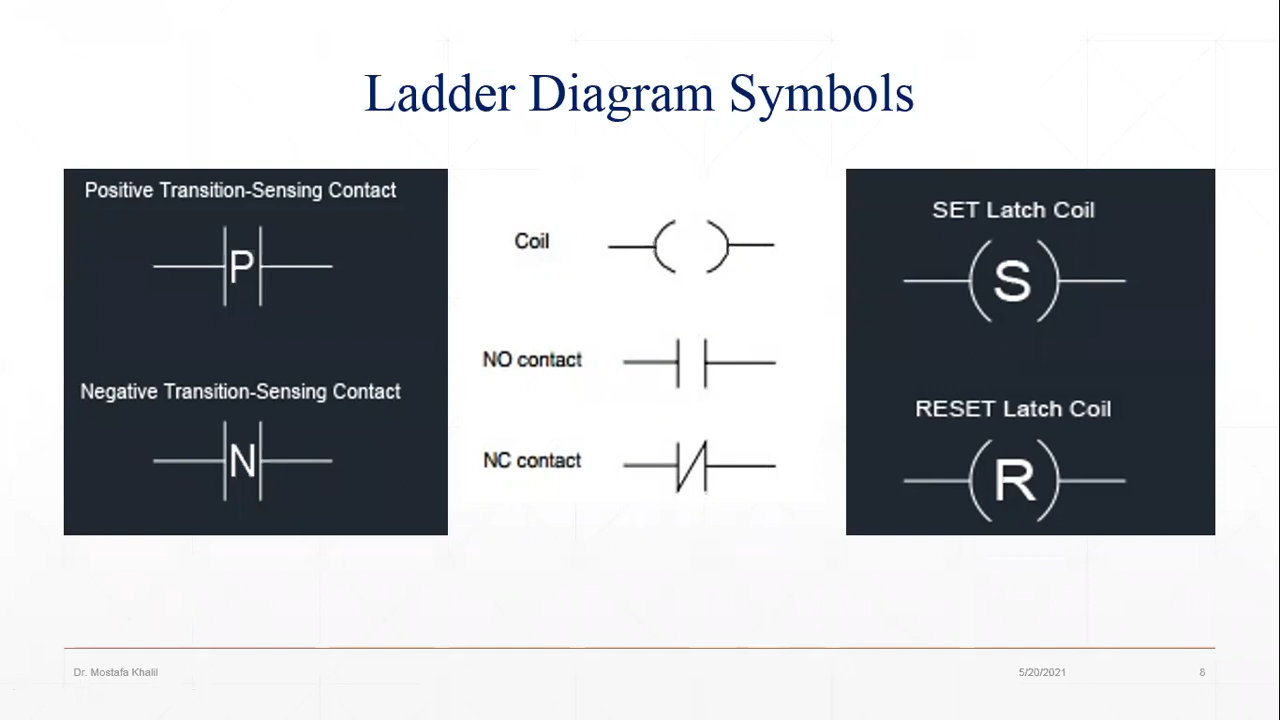 Ladder Diagram Symbols
Positive Transition-Sensing Contact
P
Negative Transition-Sensing Contact
N
Coil
NO contact
NC contact
SET Latch Coil
S
RESET Latch Coil
R
Dr. Mostafa Khalil
5/20/2021
8